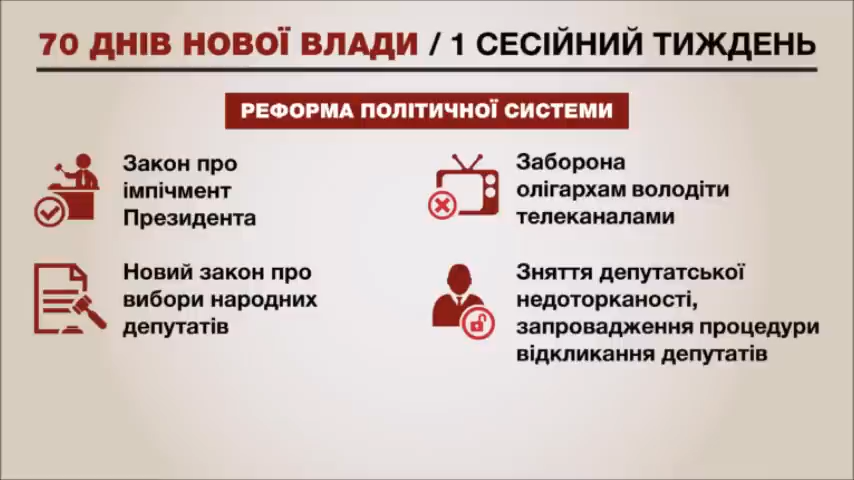 70 ДНІВ НОВОЇ ВЛАДИ / 1 СЕСІЙНИЙ ТИЖДЕНЬ
РЕФОРМА ПОЛІТИЧНОЇ СИСТЕМИ
Закон про
імпічмент
Президента
Заборона
олігархам володіти
телеканалами
Новий закон про
вибори народних
депутатів
Зняття депутатської
недоторканості,
запровадження процедури
відкликання депутатів